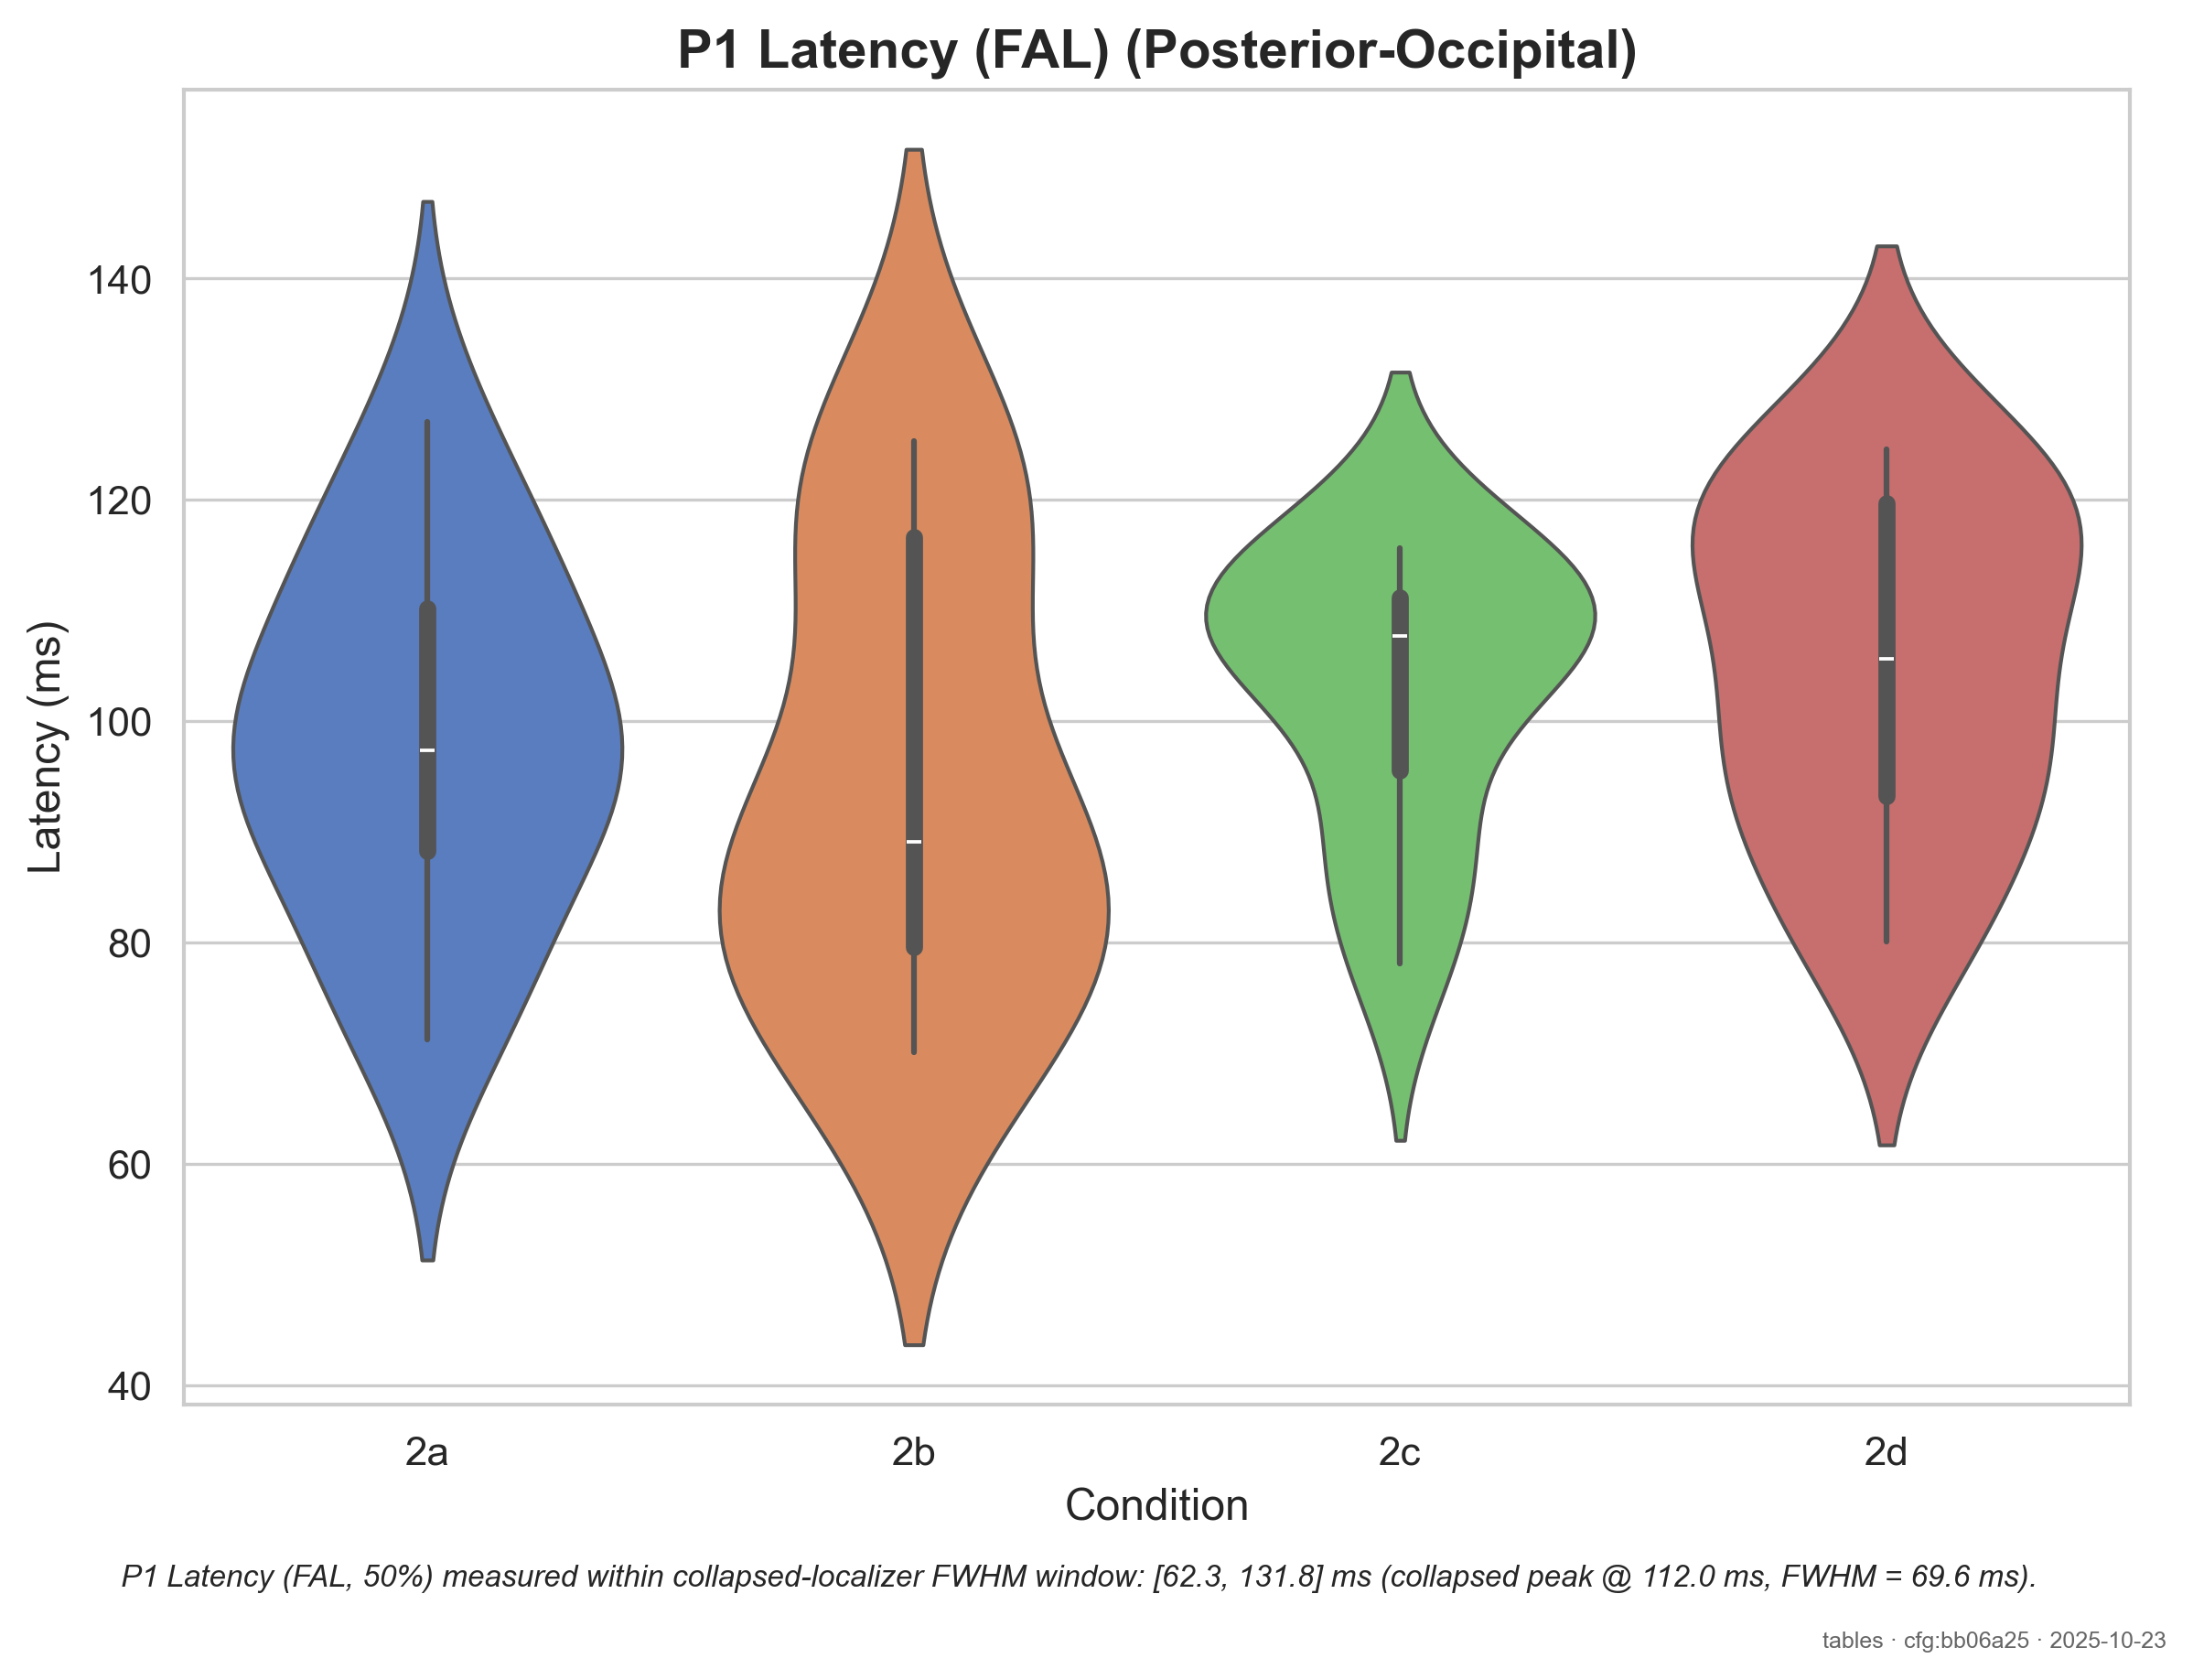 P1 Latency (FAL) (Posterior-Occipital)
Latency (ms)
140
120
100
80
60
40
2a
2b
2c
2d
Condition
P1 Latency (FAL, 50%) measured within collapsed-localizer FWHM window: [62.3, 131.8] ms (collapsed peak @ 112.0 ms, FWHM = 69.6 ms).
tables · cfg:bb06a25 · 2025-10-23